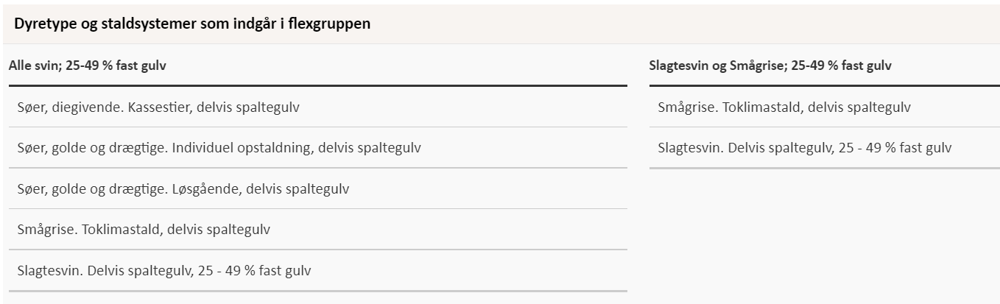 Dyretype og staldsystemer som indgår i flexgruppen
Alle svin; 25-49 % fast gulv
Søer, diegivende. Kassestier, delvis spaltegulv
Søer, golde og drægtige. Individuel opstaldning, delvis spaltegulv
Søer, golde og drægtige. Løsgående, delvis spaltegulv
Smågrise. Toklimastald, delvis spaltegulv
Slagtesvin. Delvis spaltegulv, 25 - 49 % fast gulv
Slagtesvin og Smågrise; 25-49 % fast gulv
Smågrise. Toklimastald, delvis spaltegulv
Slagtesvin. Delvis spaltegulv, 25 - 49 % fast gulv